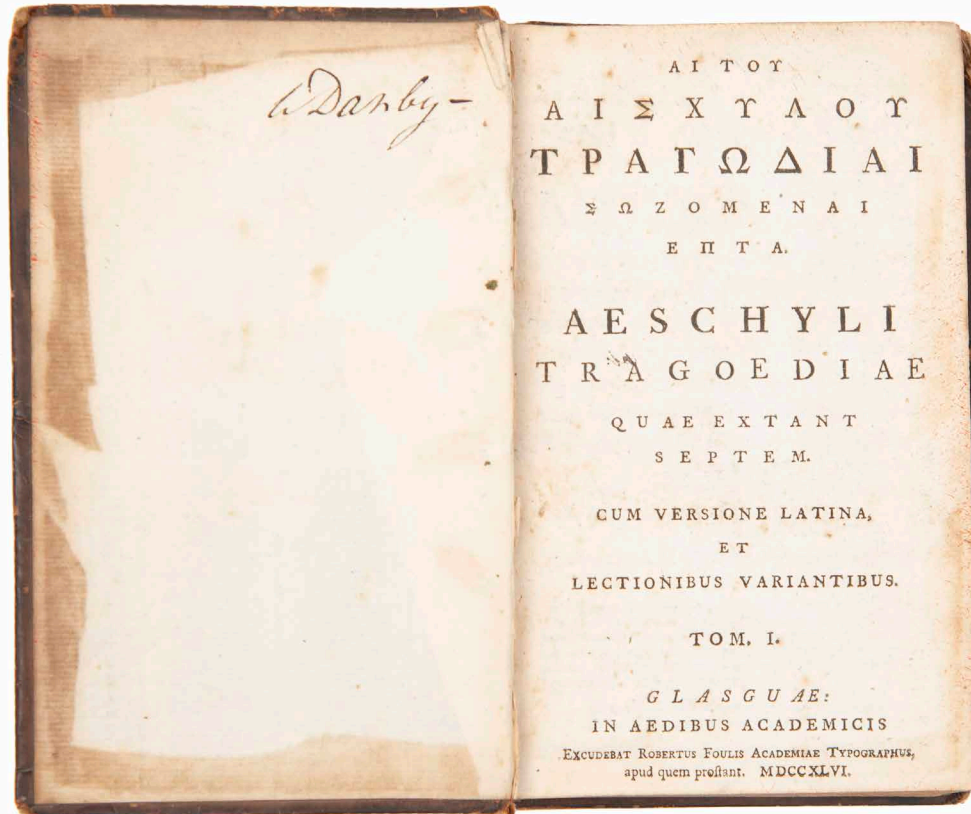 W Danby–
ΑΙ ΤΟΥ
ΑΙΣΧΥΛΟΥ
ΤΡΑΓΩΔΙΑΙ
ΣΩΖΟΜΕΝΑΙ
ΕΠΤΑ.
AESCHYLI
TRAGOEDIAE
QUAE EXTANT
SEPTEM.
CUM VERSIONE LATINA,
ET
LECTIONIBUS VARIANTIBUS.
TOM. I.
GLASGUAE:
IN AEDIBUS ACADEMICIS
EXCUDEBAT ROBERTUS FOULIS ACADEMIAE TYPOGRAPHUS,
apud quem proſtant. MDCCXLVI.